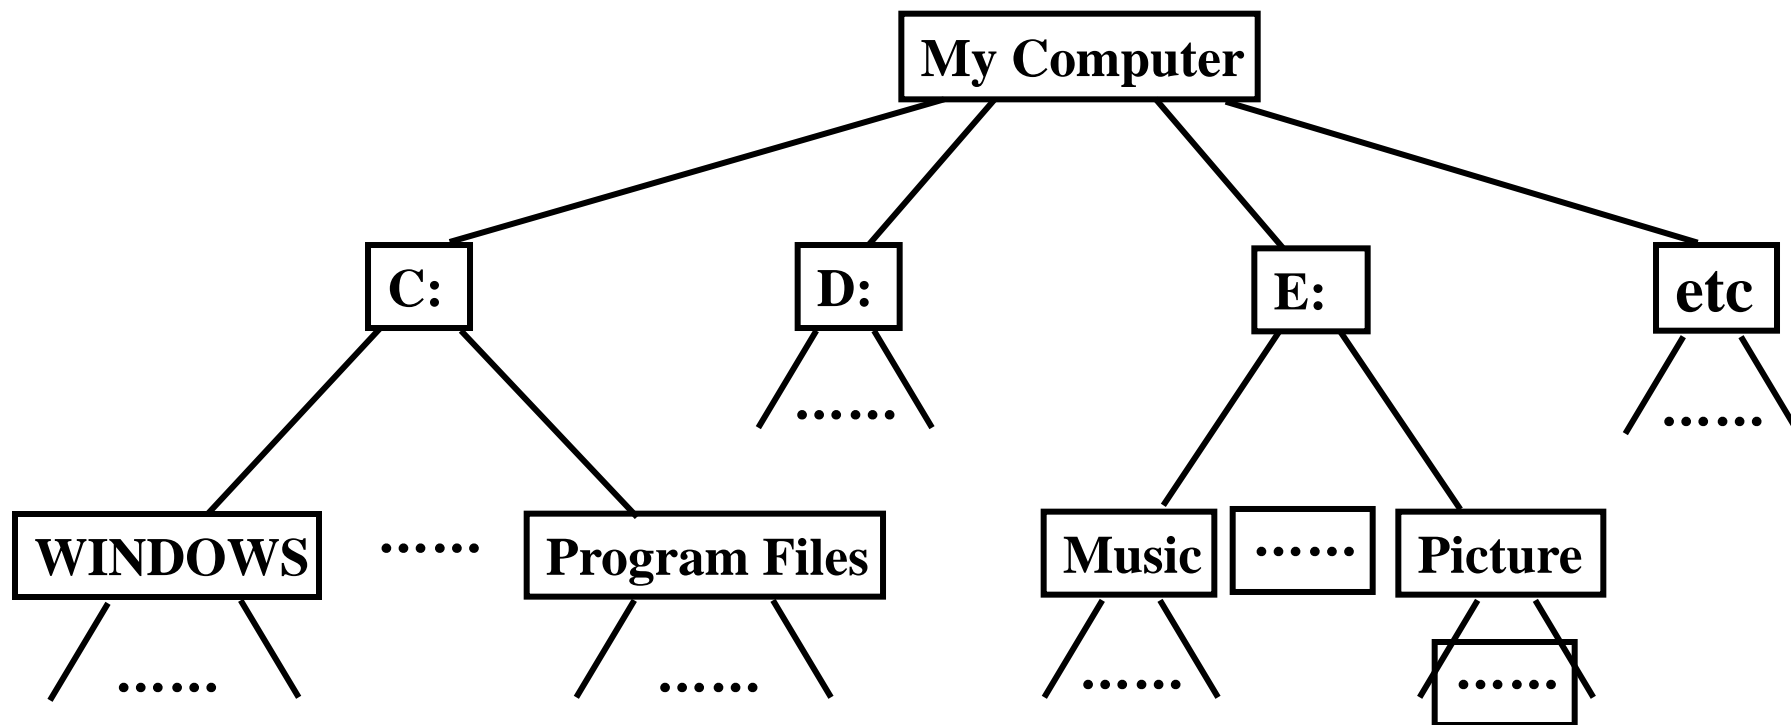 My Computer
C:
D:
E:
etc
……
……
WINDOWS
……
Program Files
Music
……
Picture
……
……
……
……